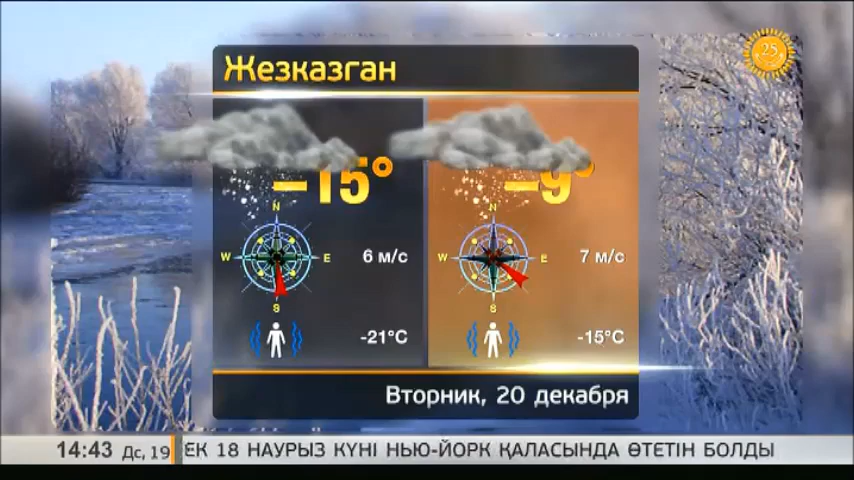 Жезказган
25
−15° −9°
N N
W E W E
6 м/с 7 м/с
S S
-21°C -15°C
Вторник, 20 декабря
14:43 Дс, 19 ЕК 18 НАУРЫЗ КҮНІ НЬЮ-ЙОРК ҚАЛАСЫНДА ӨТЕТІН БОЛДЫ